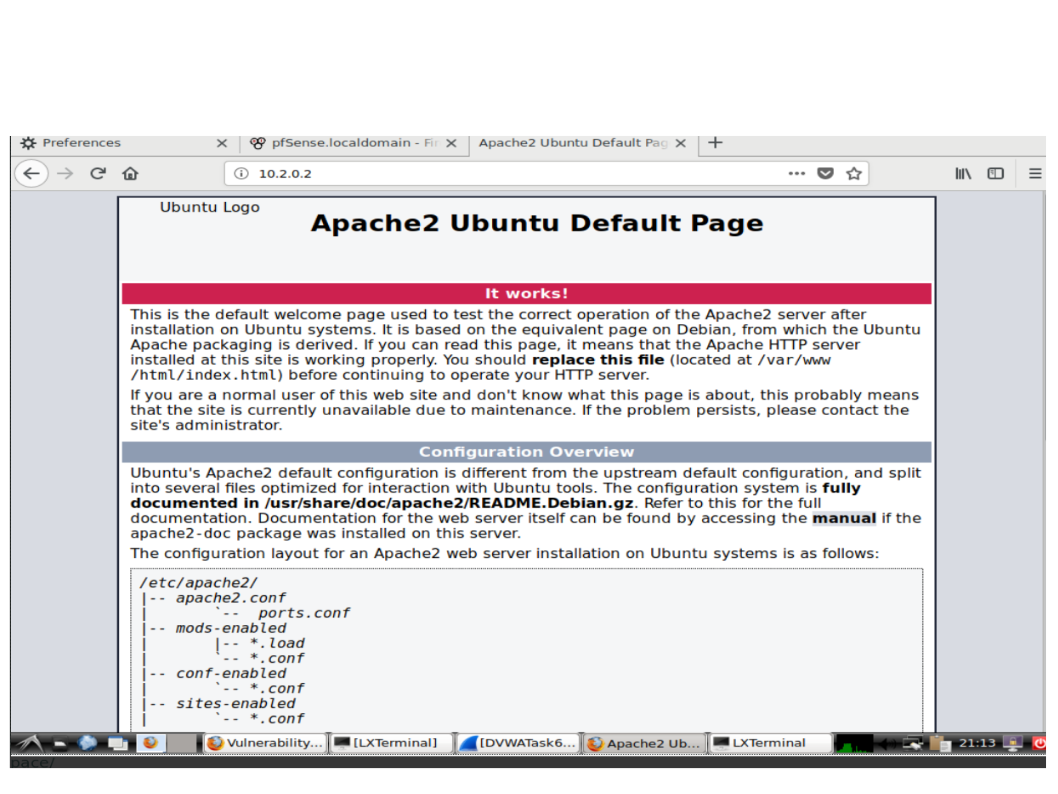 Preferences
pfSense.localdomain - Fir
Apache2 Ubuntu Default Pag
10.2.0.2
Ubuntu Logo
Apache2 Ubuntu Default Page
It works!
This is the default welcome page used to test the correct operation of the Apache2 server after
installation on Ubuntu systems. It is based on the equivalent page on Debian, from which the Ubuntu
Apache packaging is derived. If you can read this page, it means that the Apache HTTP server
installed at this site is working properly. You should replace this file (located at /var/www
/html/index.html) before continuing to operate your HTTP server.
If you are a normal user of this web site and don't know what this page is about, this probably means
that the site is currently unavailable due to maintenance. If the problem persists, please contact the
site's administrator.
Configuration Overview
Ubuntu's Apache2 default configuration is different from the upstream default configuration, and split
into several files optimized for interaction with Ubuntu tools. The configuration system is fully
documented in /usr/share/doc/apache2/README.Debian.gz. Refer to this for the full
documentation. Documentation for the web server itself can be found by accessing the manual if the
apache2-doc package was installed on this server.
The configuration layout for an Apache2 web server installation on Ubuntu systems is as follows:
/etc/apache2/
|-- apache2.conf
|       `--  ports.conf
|-- mods-enabled
|       |-- *.load
|       `-- *.conf
|-- conf-enabled
|       `-- *.conf
|-- sites-enabled
|       `-- *.conf
Vulnerability... [LXTerminal] [DVWATask6... Apache2 Ub... LXTerminal 21:13
pace/